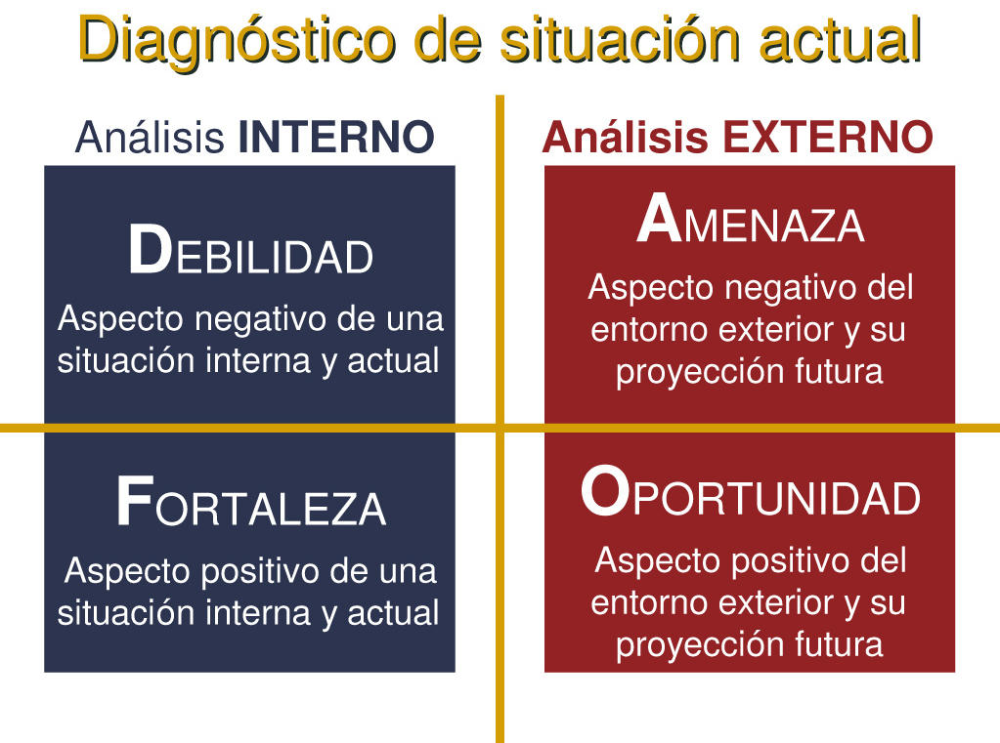 Diagnóstico de situación actual
Análisis INTERNO
DEBILIDAD
Aspecto negativo de una
situación interna y actual
FORTALEZA
Aspecto positivo de una
situación interna y actual
Análisis EXTERNO
AMENAZA
Aspecto negativo del
entorno exterior y su
proyección futura
OPORTUNIDAD
Aspecto positivo del
entorno exterior y su
proyección futura